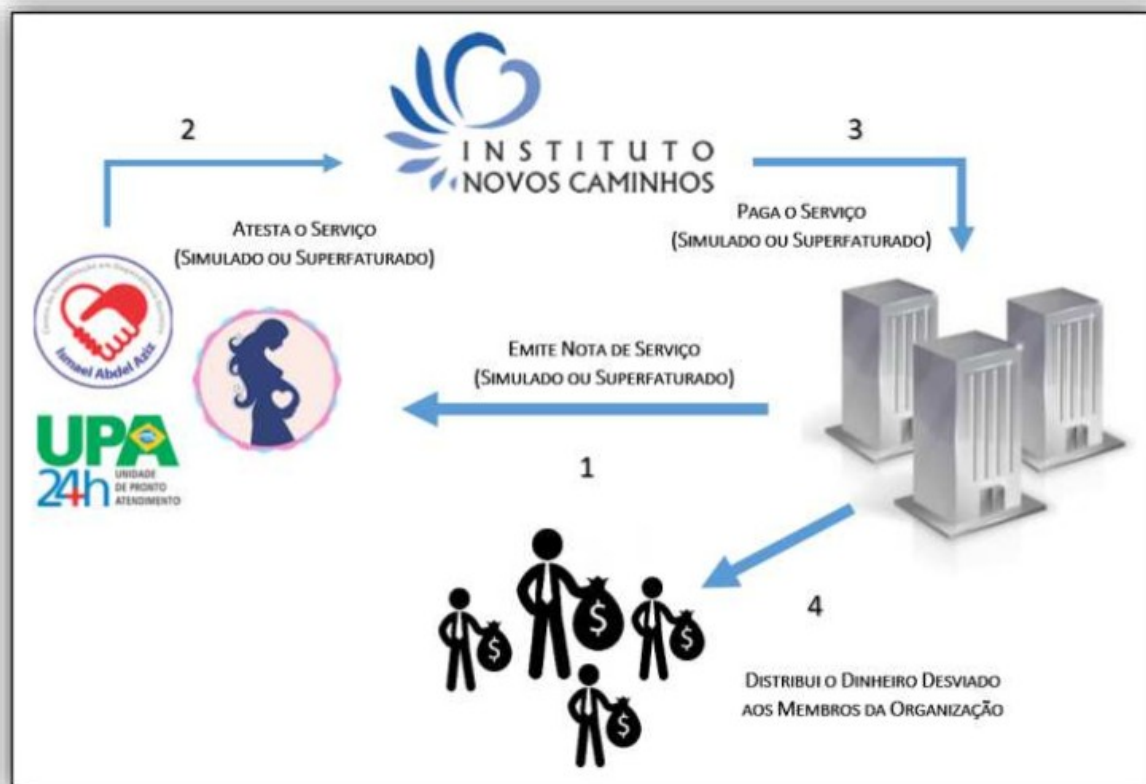 2
INSTITUTO
NOVOS CAMINHOS
3
ATESTA O SERVIÇO
(SIMULADO OU SUPERFATURADO)
PAGA O SERVIÇO
(SIMULADO OU SUPERFATURADO)
Ismael Abdel Aziz
EMITE NOTA DE SERVIÇO
(SIMULADO OU SUPERFATURADO)
1
UPA
24h
UNIDADE
DE PRONTO
ATENDIMENTO
$
$
$
$
4
DISTRIBUI O DINHEIRO DESVIADO
AOS MEMBROS DA ORGANIZAÇÃO